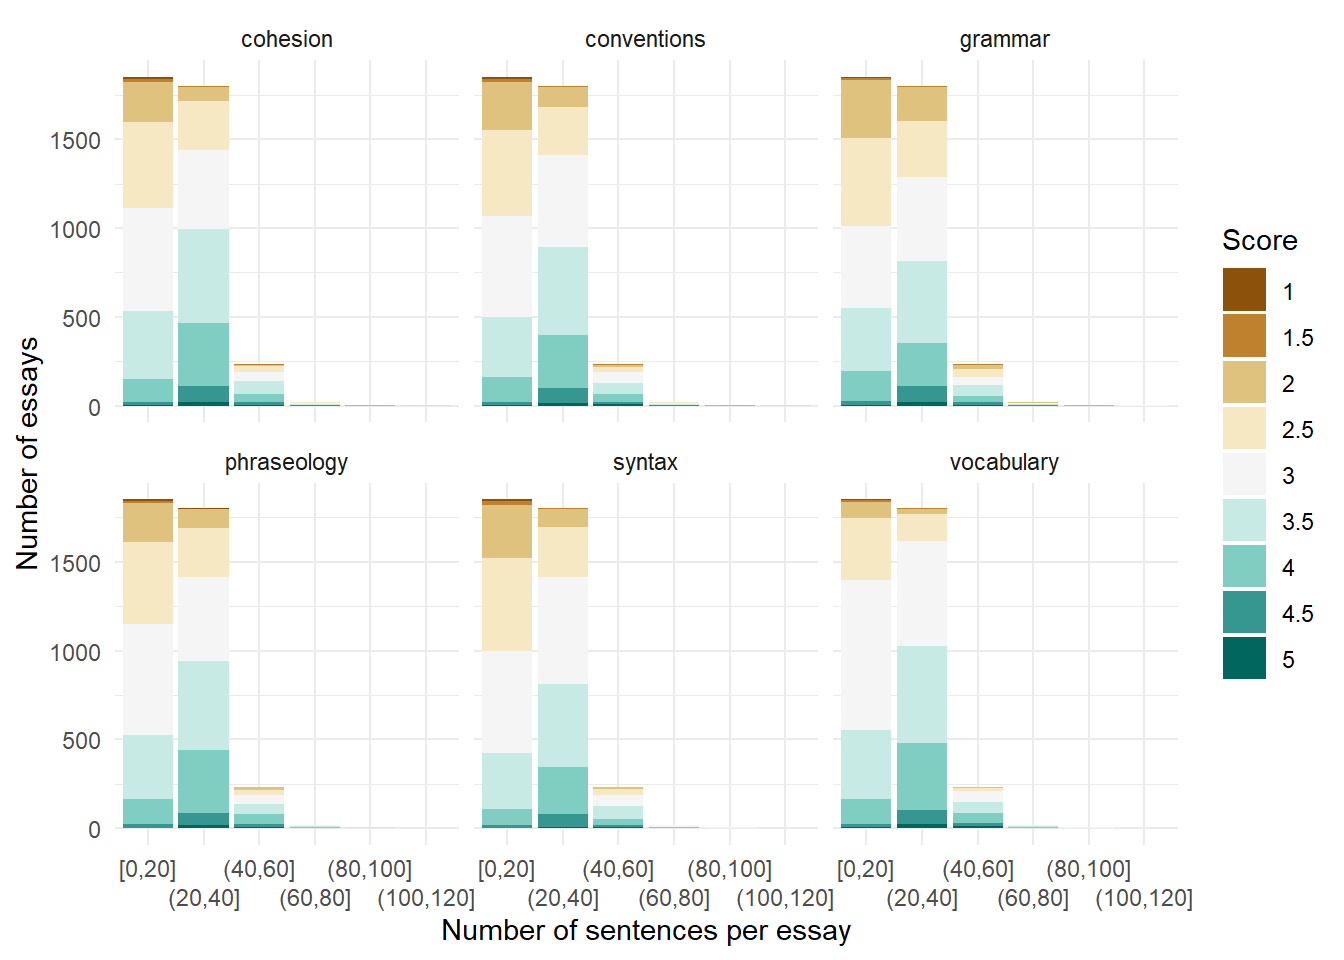 cohesion conventions grammar
1500
1000
500
0
phraseology syntax vocabulary
1500
1000
500
0
[0,20] (40,60] (80,100] [0,20] (40,60] (80,100] [0,20] (40,60] (80,100]
(20,40] (60,80] (100,120] (20,40] (60,80] (100,120] (20,40] (60,80] (100,120]
Number of sentences per essay
Number of essays
Score
1
1.5
2
2.5
3
3.5
4
4.5
5